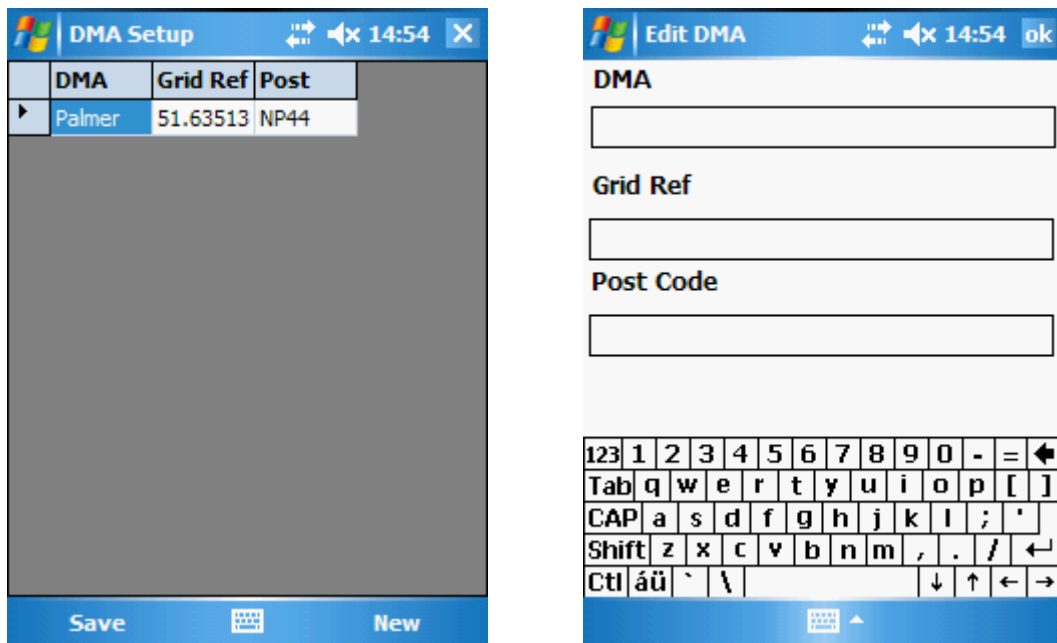 DMA Setup 14:54
DMA Grid Ref Post
Palmer 51.63513 NP44
Save New
Edit DMA 14:54 ok
DMA
Grid Ref
Post Code
123 1 2 3 4 5 6 7 8 9 0 - =
Tab q w e r t y u i o p [ ]
CAP a s d f g h j k l ; '
Shift z x c v b n m , . /
Ctl áü ` \